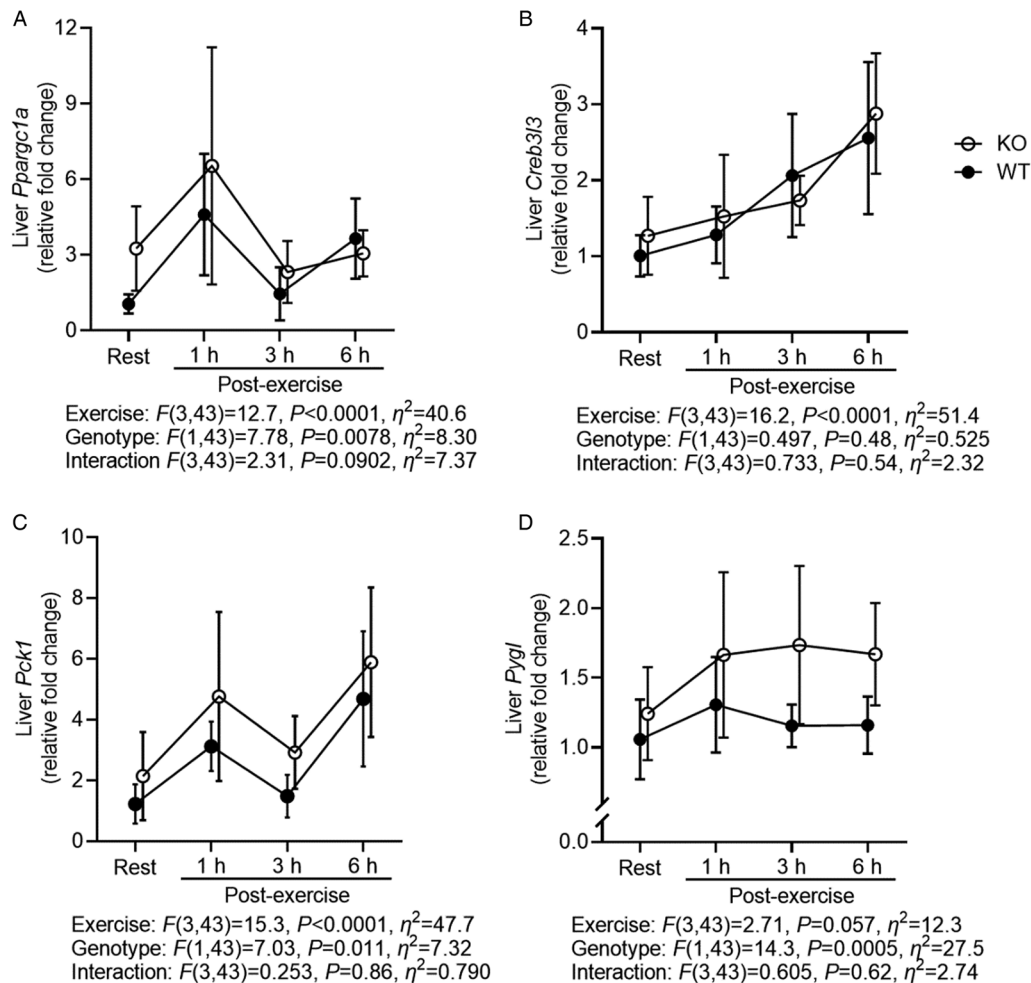 A
Liver Ppargc1a
(relative fold change)
12
9
6
3
0
Rest
1 h
3 h
6 h
Post-exercise
Exercise: F(3,43)=12.7, P<0.0001, η²=40.6
Genotype: F(1,43)=7.78, P=0.0078, η²=8.30
Interaction F(3,43)=2.31, P=0.0902, η²=7.37
B
Liver Creb3l3
(relative fold change)
4
3
2
1
0
Rest
1 h
3 h
6 h
Post-exercise
KO
WT
Exercise: F(3,43)=16.2, P<0.0001, η²=51.4
Genotype: F(1,43)=0.497, P=0.48, η²=0.525
Interaction: F(3,43)=0.733, P=0.54, η²=2.32
C
Liver Pck1
(relative fold change)
10
8
6
4
2
0
Rest
1 h
3 h
6 h
Post-exercise
Exercise: F(3,43)=15.3, P<0.0001, η²=47.7
Genotype: F(1,43)=7.03, P=0.011, η²=7.32
Interaction: F(3,43)=0.253, P=0.86, η²=0.790
D
Liver Pygl
(relative fold change)
2.5
2.0
1.5
1.0
0.0
Rest
1 h
3 h
6 h
Post-exercise
Exercise: F(3,43)=2.71, P=0.057, η²=12.3
Genotype: F(1,43)=14.3, P=0.0005, η²=27.5
Interaction: F(3,43)=0.605, P=0.62, η²=2.74